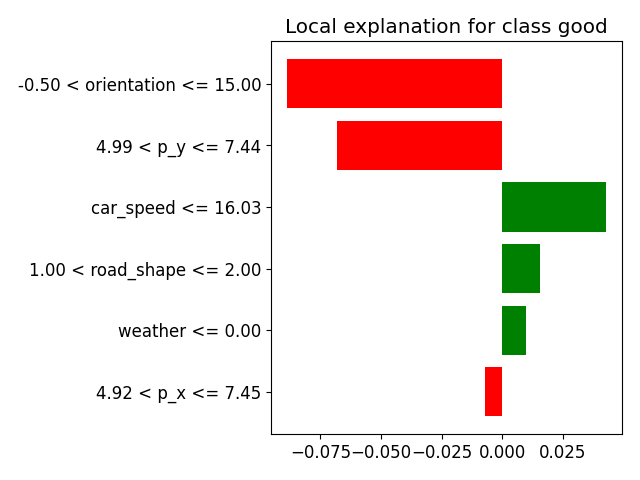 Local explanation for class good
-0.50 < orientation <= 15.00
4.99 < p_y <= 7.44
car_speed <= 16.03
1.00 < road_shape <= 2.00
weather <= 0.00
4.92 < p_x <= 7.45
−0.075 −0.050 −0.025 0.000 0.025